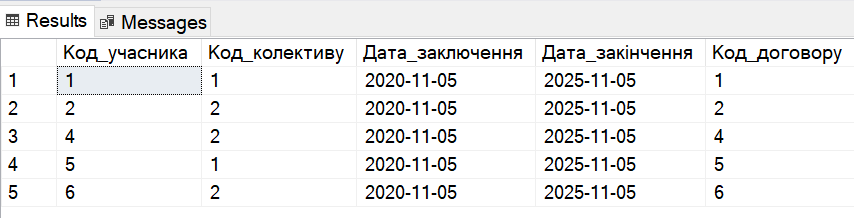 Results Messages
Код_учасника Код_колективу Дата_заключення Дата_закінчення Код_договору
1 1 1 2020-11-05 2025-11-05 1
2 2 2 2020-11-05 2025-11-05 2
3 4 2 2020-11-05 2025-11-05 4
4 5 1 2020-11-05 2025-11-05 5
5 6 2 2020-11-05 2025-11-05 6